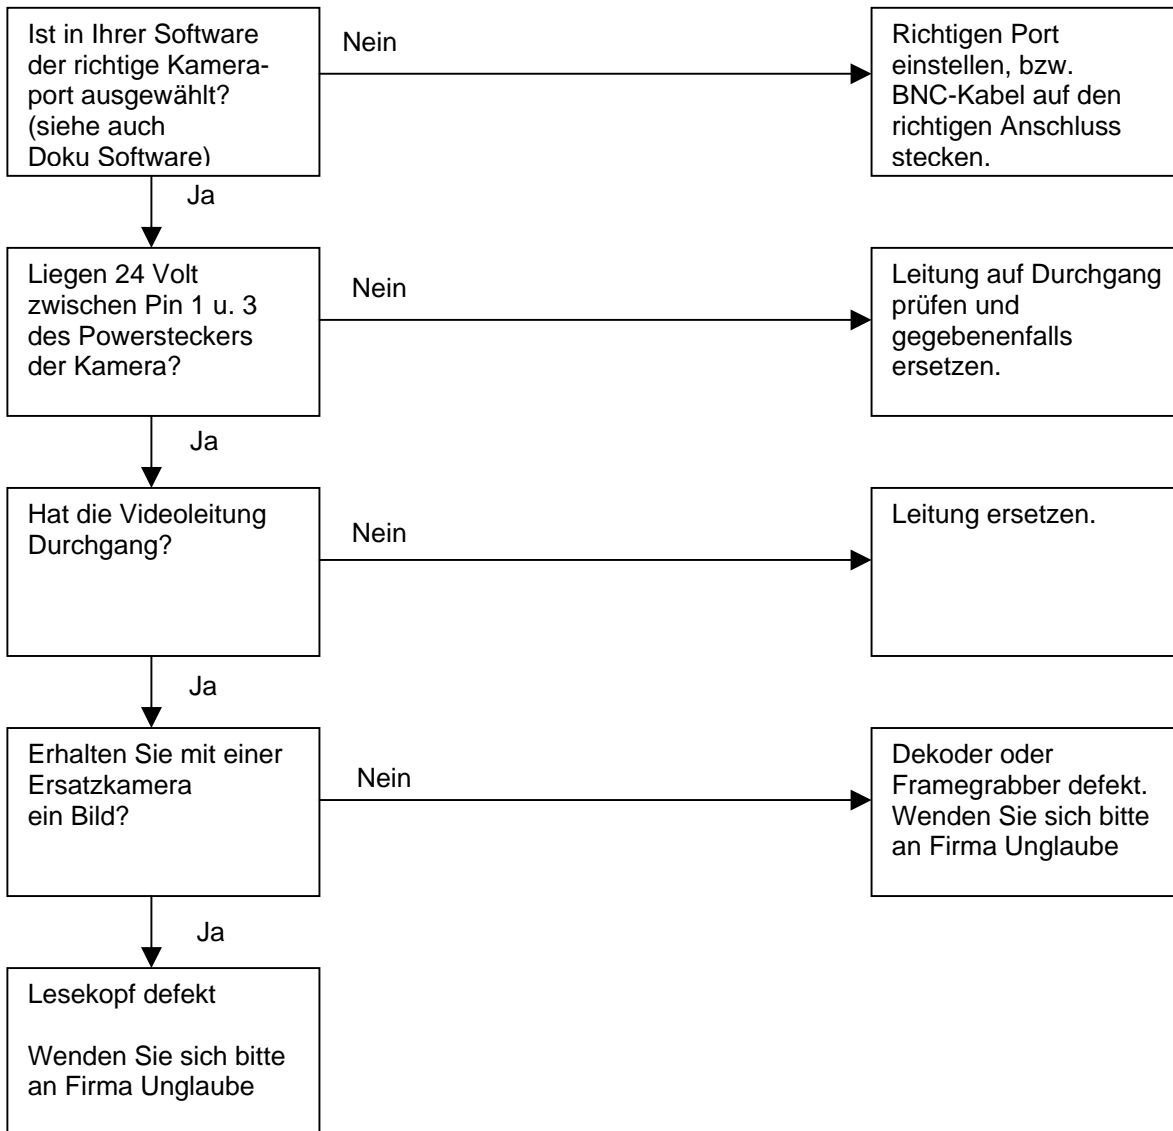 Ist in Ihrer Software
der richtige Kamera-
port ausgewählt?
(siehe auch
Doku Software)
Nein
Richtigen Port
einstellen, bzw.
BNC-Kabel auf den
richtigen Anschluss
stecken.
Ja
Liegen 24 Volt
zwischen Pin 1 u. 3
des Powersteckers
der Kamera?
Nein
Leitung auf Durchgang
prüfen und
gegebenenfalls
ersetzen.
Ja
Hat die Videoleitung
Durchgang?
Nein
Leitung ersetzen.
Ja
Erhalten Sie mit einer
Ersatzkamera
ein Bild?
Nein
Dekoder oder
Framegrabber defekt.
Wenden Sie sich bitte
an Firma Unglaube
Ja
Lesekopf defekt
Wenden Sie sich bitte
an Firma Unglaube